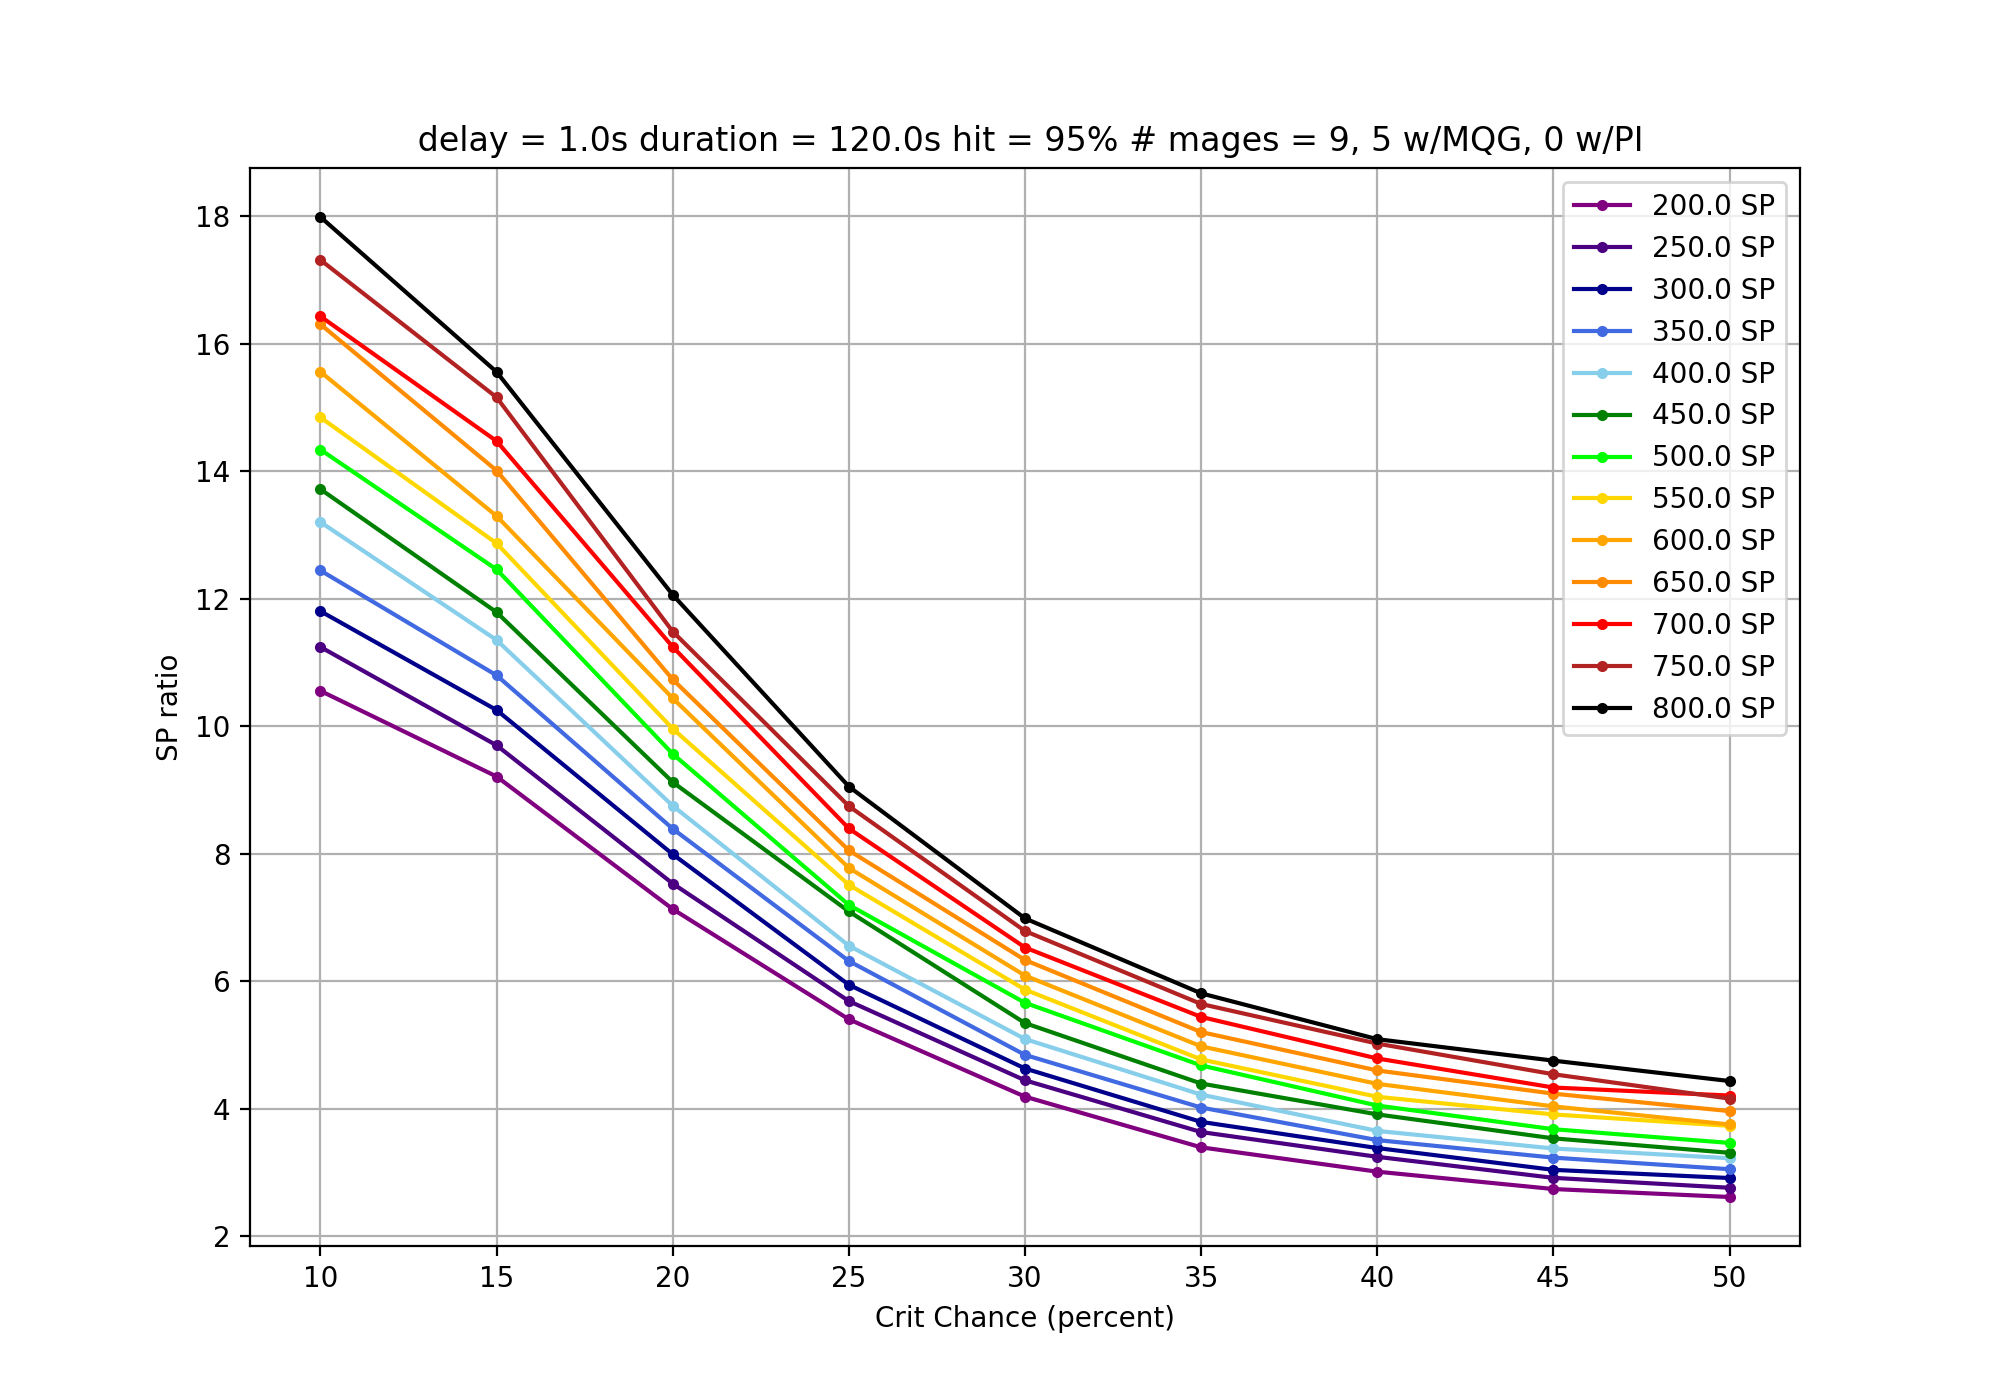 delay = 1.0s duration = 120.0s hit = 95% # mages = 9, 5 w/MQG, 0 w/PI
200.0 SP
250.0 SP
300.0 SP
350.0 SP
400.0 SP
450.0 SP
500.0 SP
550.0 SP
600.0 SP
650.0 SP
700.0 SP
750.0 SP
800.0 SP
SP ratio
18
16
14
12
10
8
6
4
2
10 15 20 25 30 35 40 45 50
Crit Chance (percent)